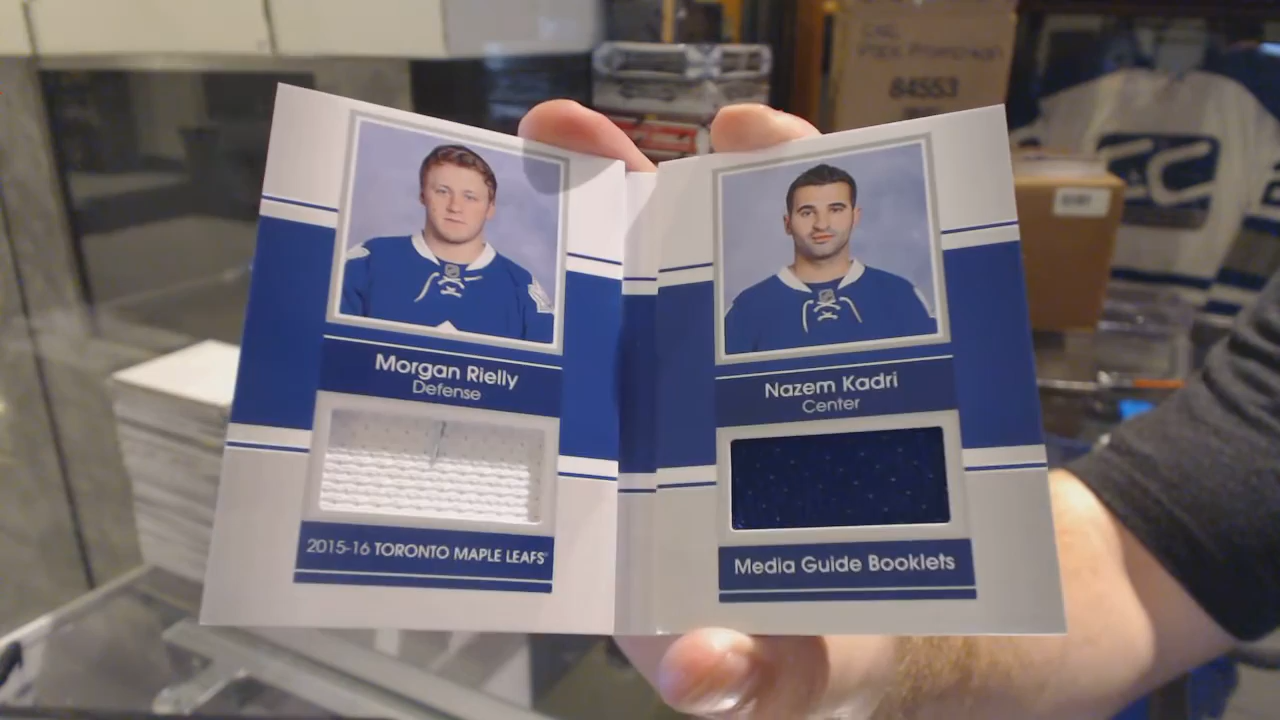 84553
Morgan Rielly
Defense
2015-16 TORONTO MAPLE LEAFS
Nazem Kadri
Center
Media Guide Booklets